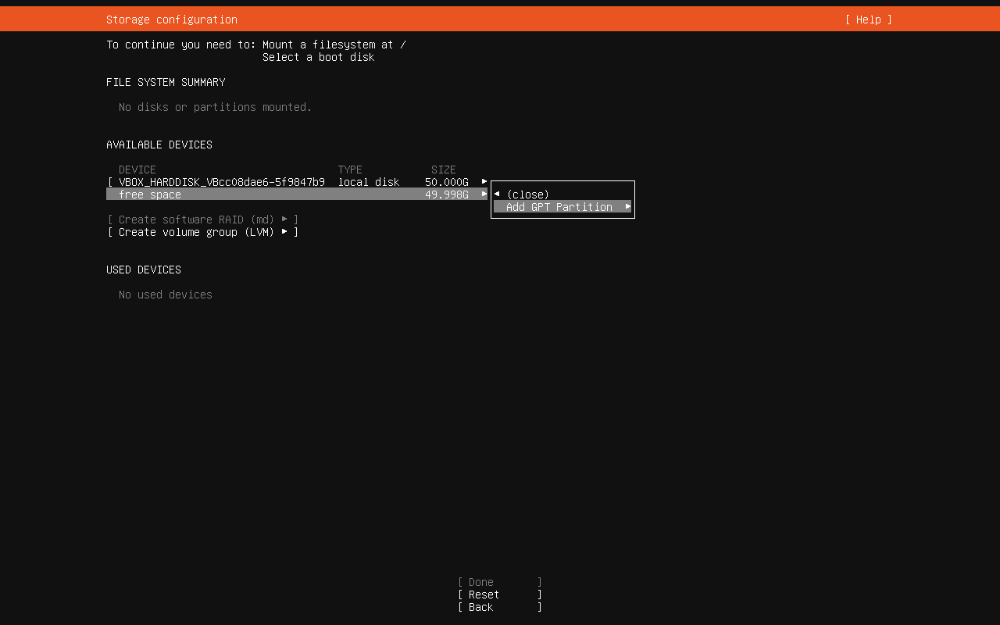 Storage configuration [ Help ]
To continue you need to: Mount a filesystem at /
Select a boot disk
FILE SYSTEM SUMMARY
No disks or partitions mounted.
AVAILABLE DEVICES
DEVICE TYPE SIZE
[ VBOX_HARDDISK_VBcc08dae6-5f9847b9 local disk 50.000G ▸
free space 49.998G ▸
◂ (close)
Add GPT Partition ▸
[ Create software RAID (md) ▸ ]
[ Create volume group (LVM) ▸ ]
USED DEVICES
No used devices
[ Done ]
[ Reset ]
[ Back ]